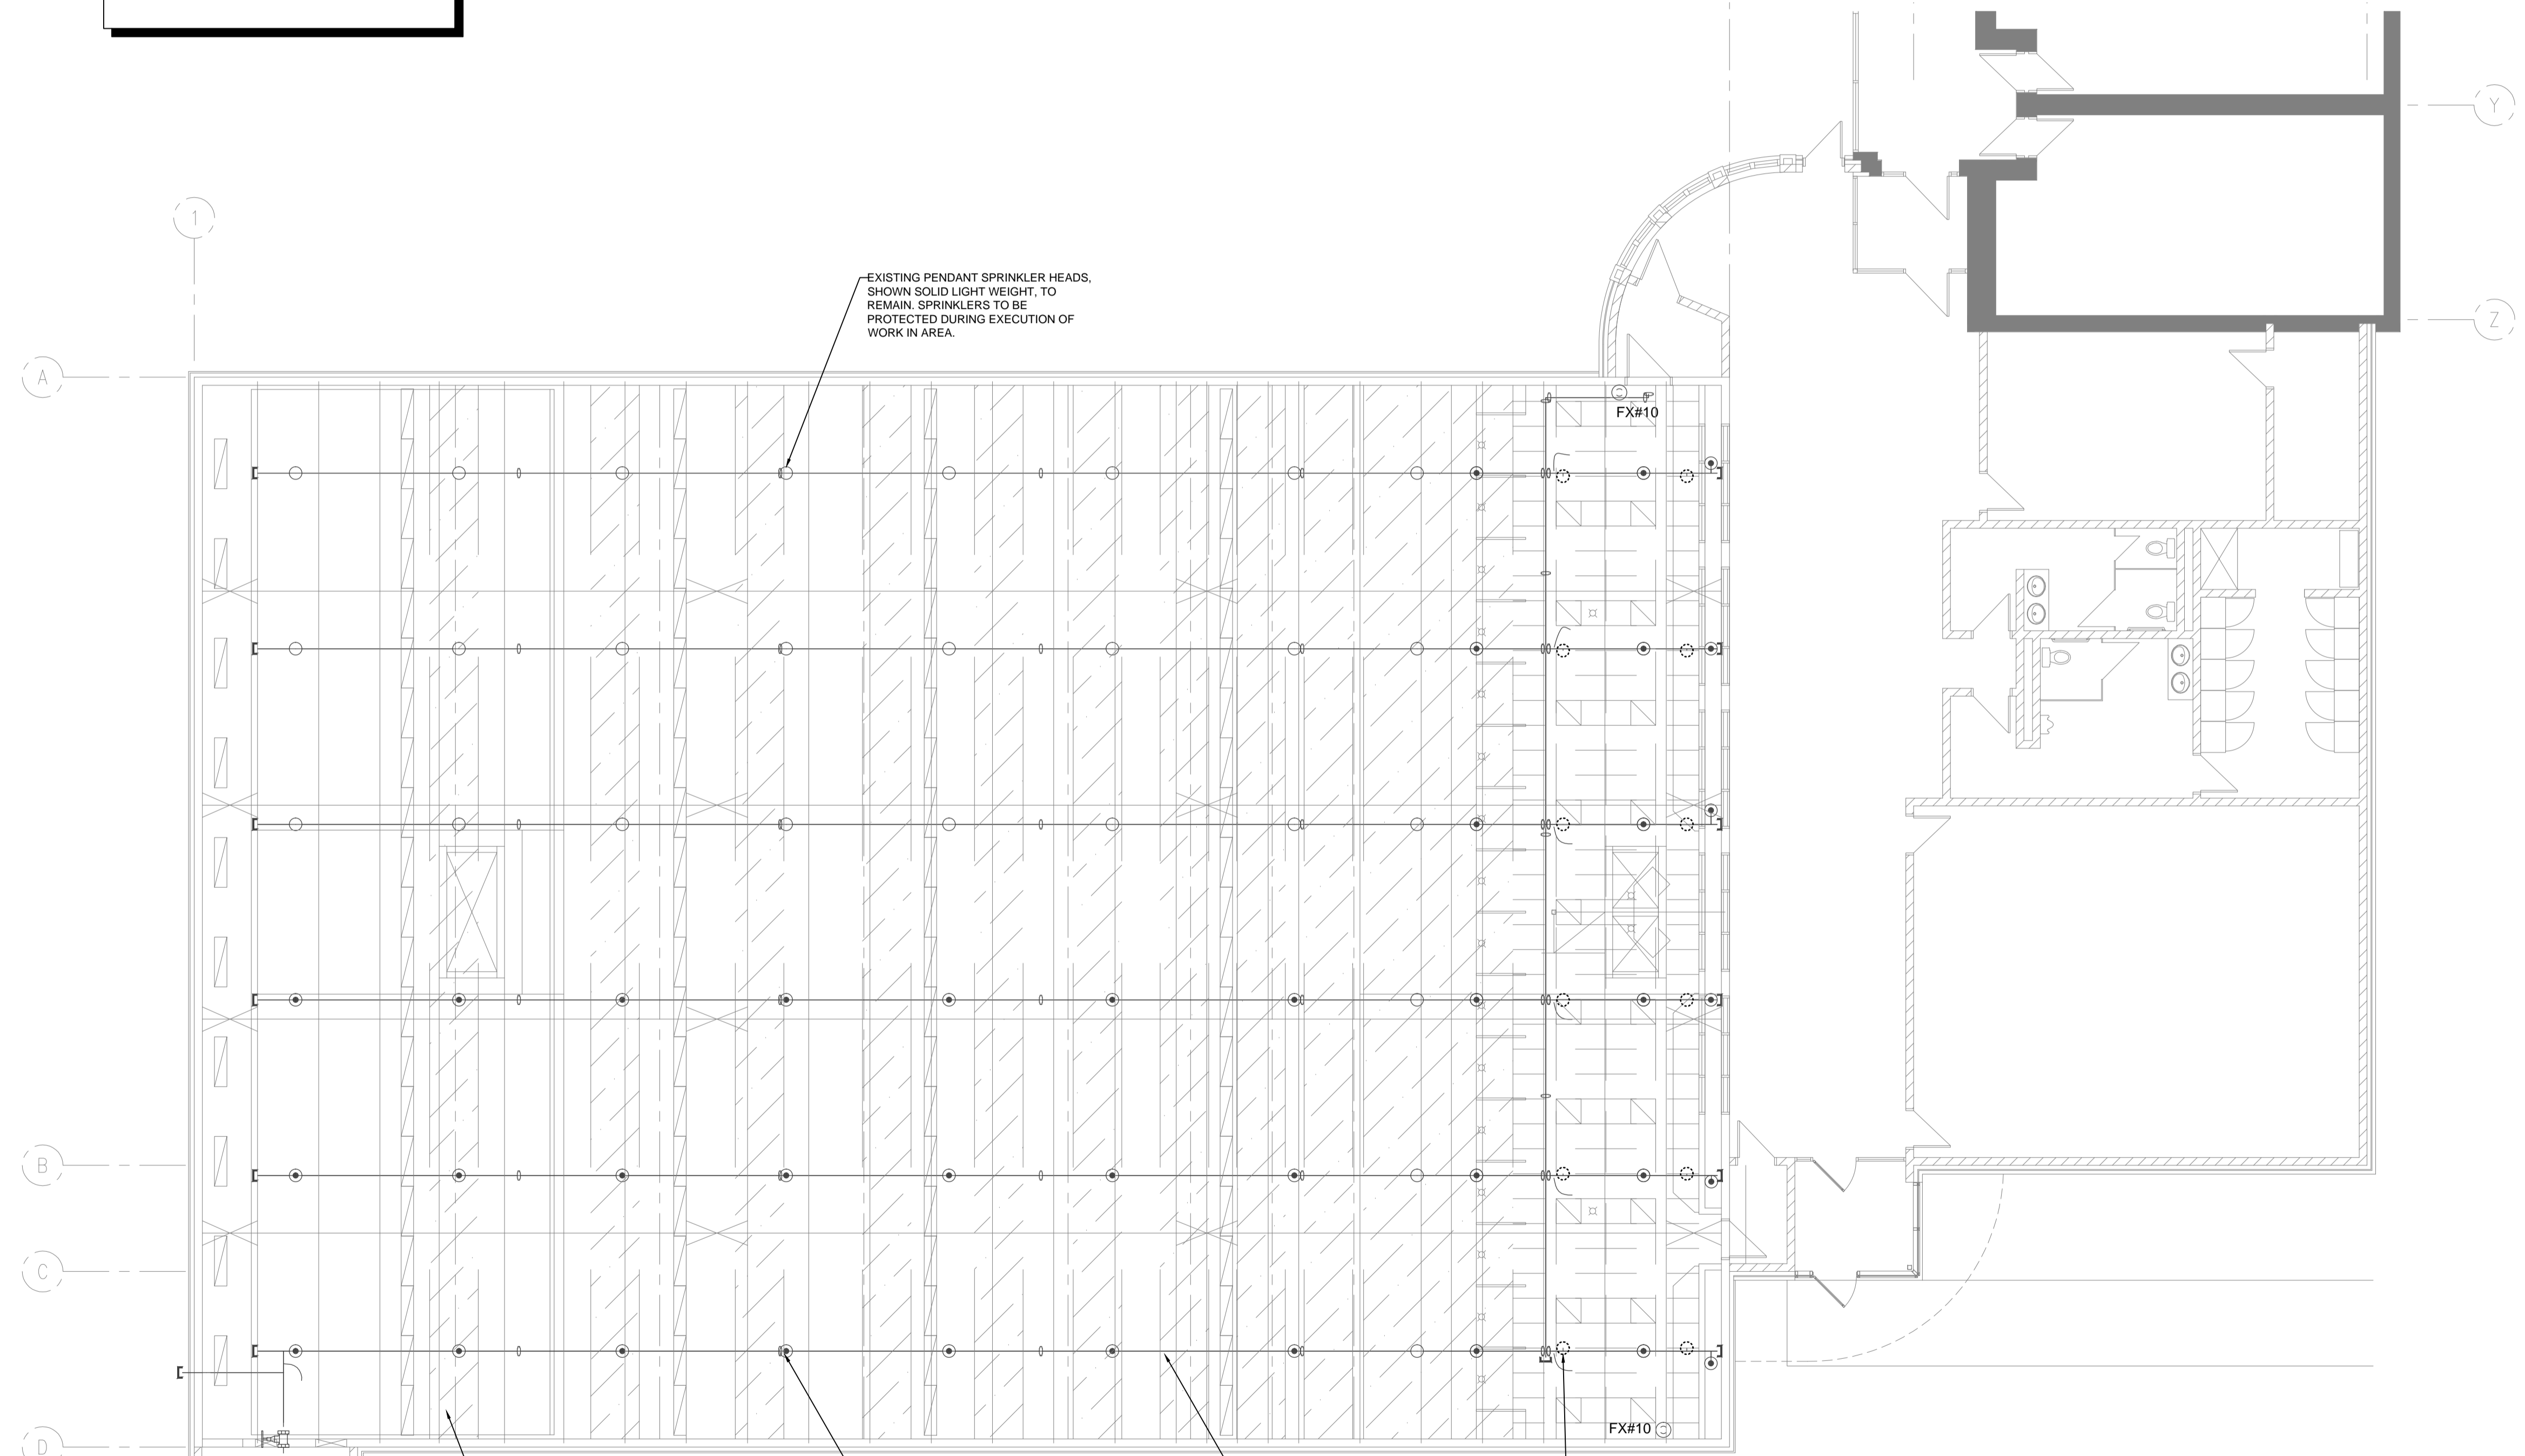 Y
1
EXISTING PENDANT SPRINKLER HEADS,
SHOWN SOLID LIGHT WEIGHT, TO
REMAIN. SPRINKLERS TO BE
PROTECTED DURING EXECUTION OF
WORK IN AREA.
Z
A
FX#10
B
C
FX#10
D